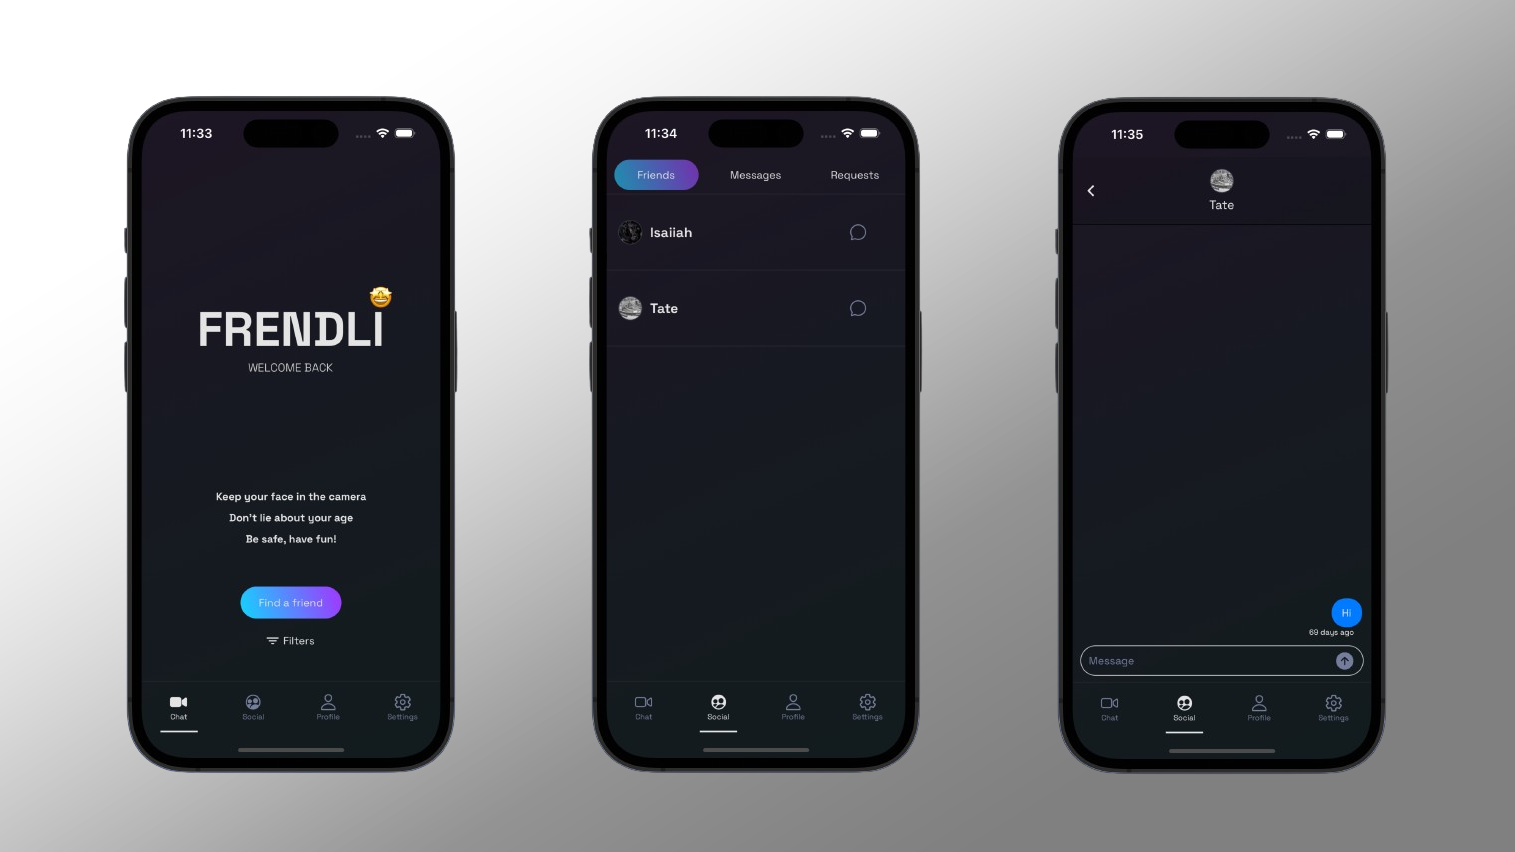 11:33
FRENDLI
WELCOME BACK
Keep your face in the camera
Don't lie about your age
Be safe, have fun!
Find a friend
Filters
Chat
Social
Profile
Settings
11:34
Friends
Messages
Requests
Isaiiah
Tate
Chat
Social
Profile
Settings
11:35
Tate
Hi
69 days ago
Message
Chat
Social
Profile
Settings